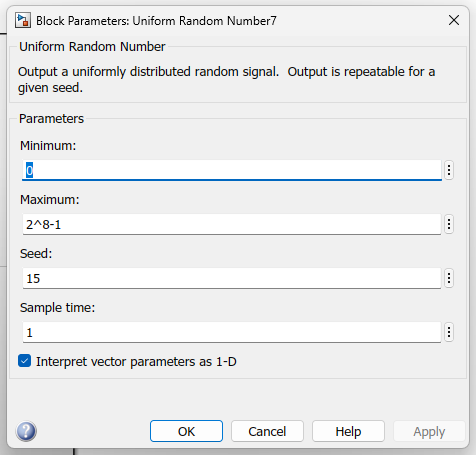 Block Parameters: Uniform Random Number7
Uniform Random Number
Output a uniformly distributed random signal.  Output is repeatable for a
given seed.
Parameters
Minimum:
0
Maximum:
2^8-1
Seed:
15
Sample time:
1
Interpret vector parameters as 1-D
OK Cancel Help Apply